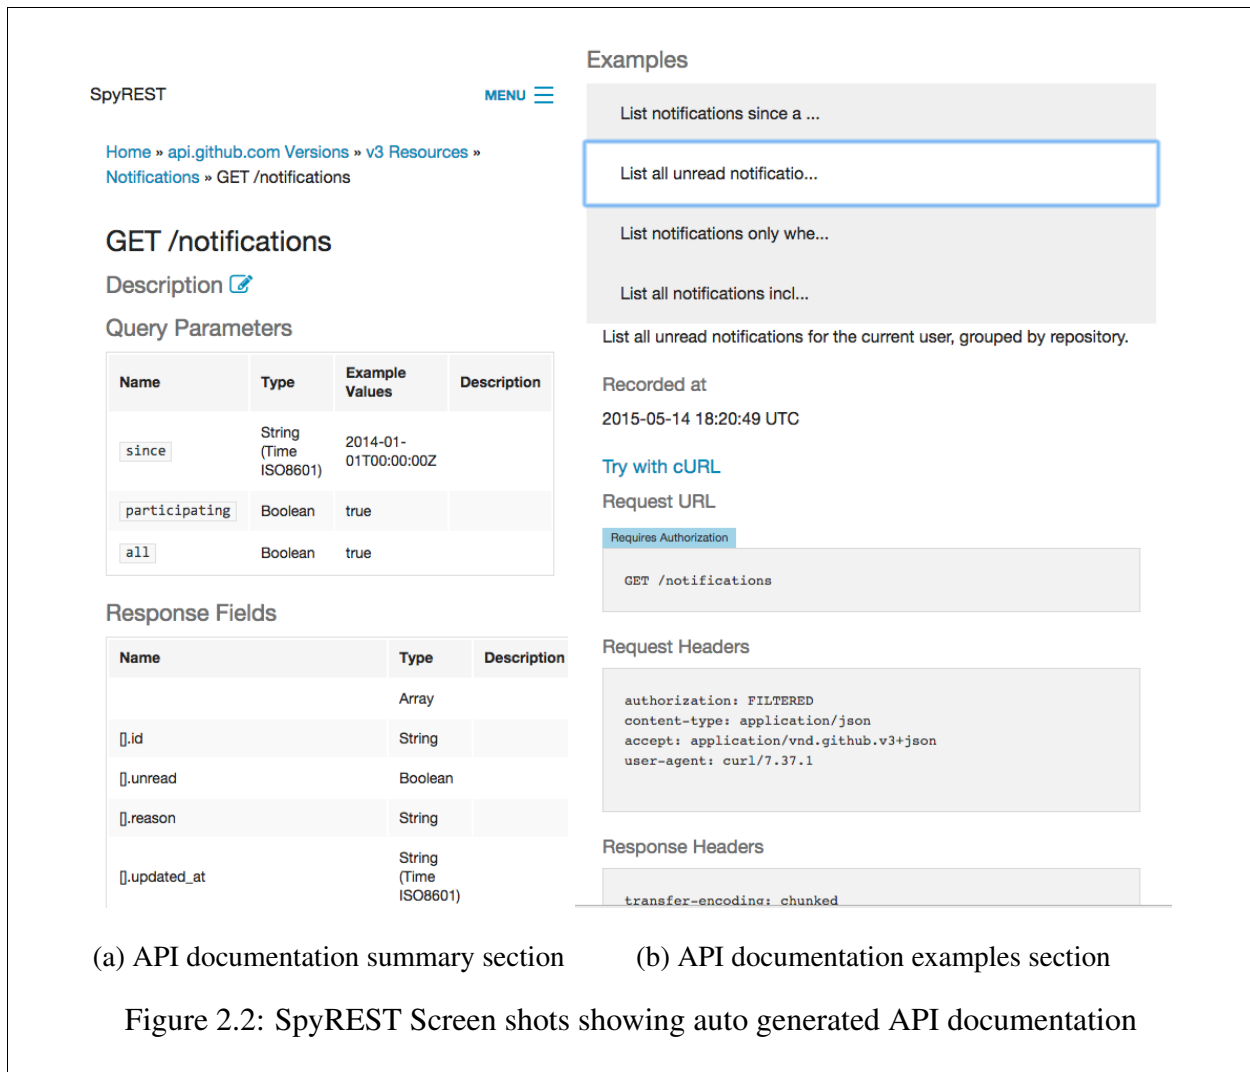 SpyREST
MENU
Home » api.github.com Versions » v3 Resources »
Notifications » GET /notifications
GET /notifications
Description
Query Parameters
Name Type Example Values Description
since String (Time ISO8601) 2014-01-01T00:00:00Z
participating Boolean true
all Boolean true
Response Fields
Name Type Description
Array
[].id String
[].unread Boolean
[].reason String
[].updated_at String (Time ISO8601)
(a) API documentation summary section
Examples
List notifications since a ...
List all unread notificatio...
List notifications only whe...
List all notifications incl...
List all unread notifications for the current user, grouped by repository.
Recorded at
2015-05-14 18:20:49 UTC
Try with cURL
Request URL
Requires Authorization
GET /notifications
Request Headers
authorization: FILTERED
content-type: application/json
accept: application/vnd.github.v3+json
user-agent: curl/7.37.1
Response Headers
transfer-encoding: chunked
(b) API documentation examples section
Figure 2.2: SpyREST Screen shots showing auto generated API documentation